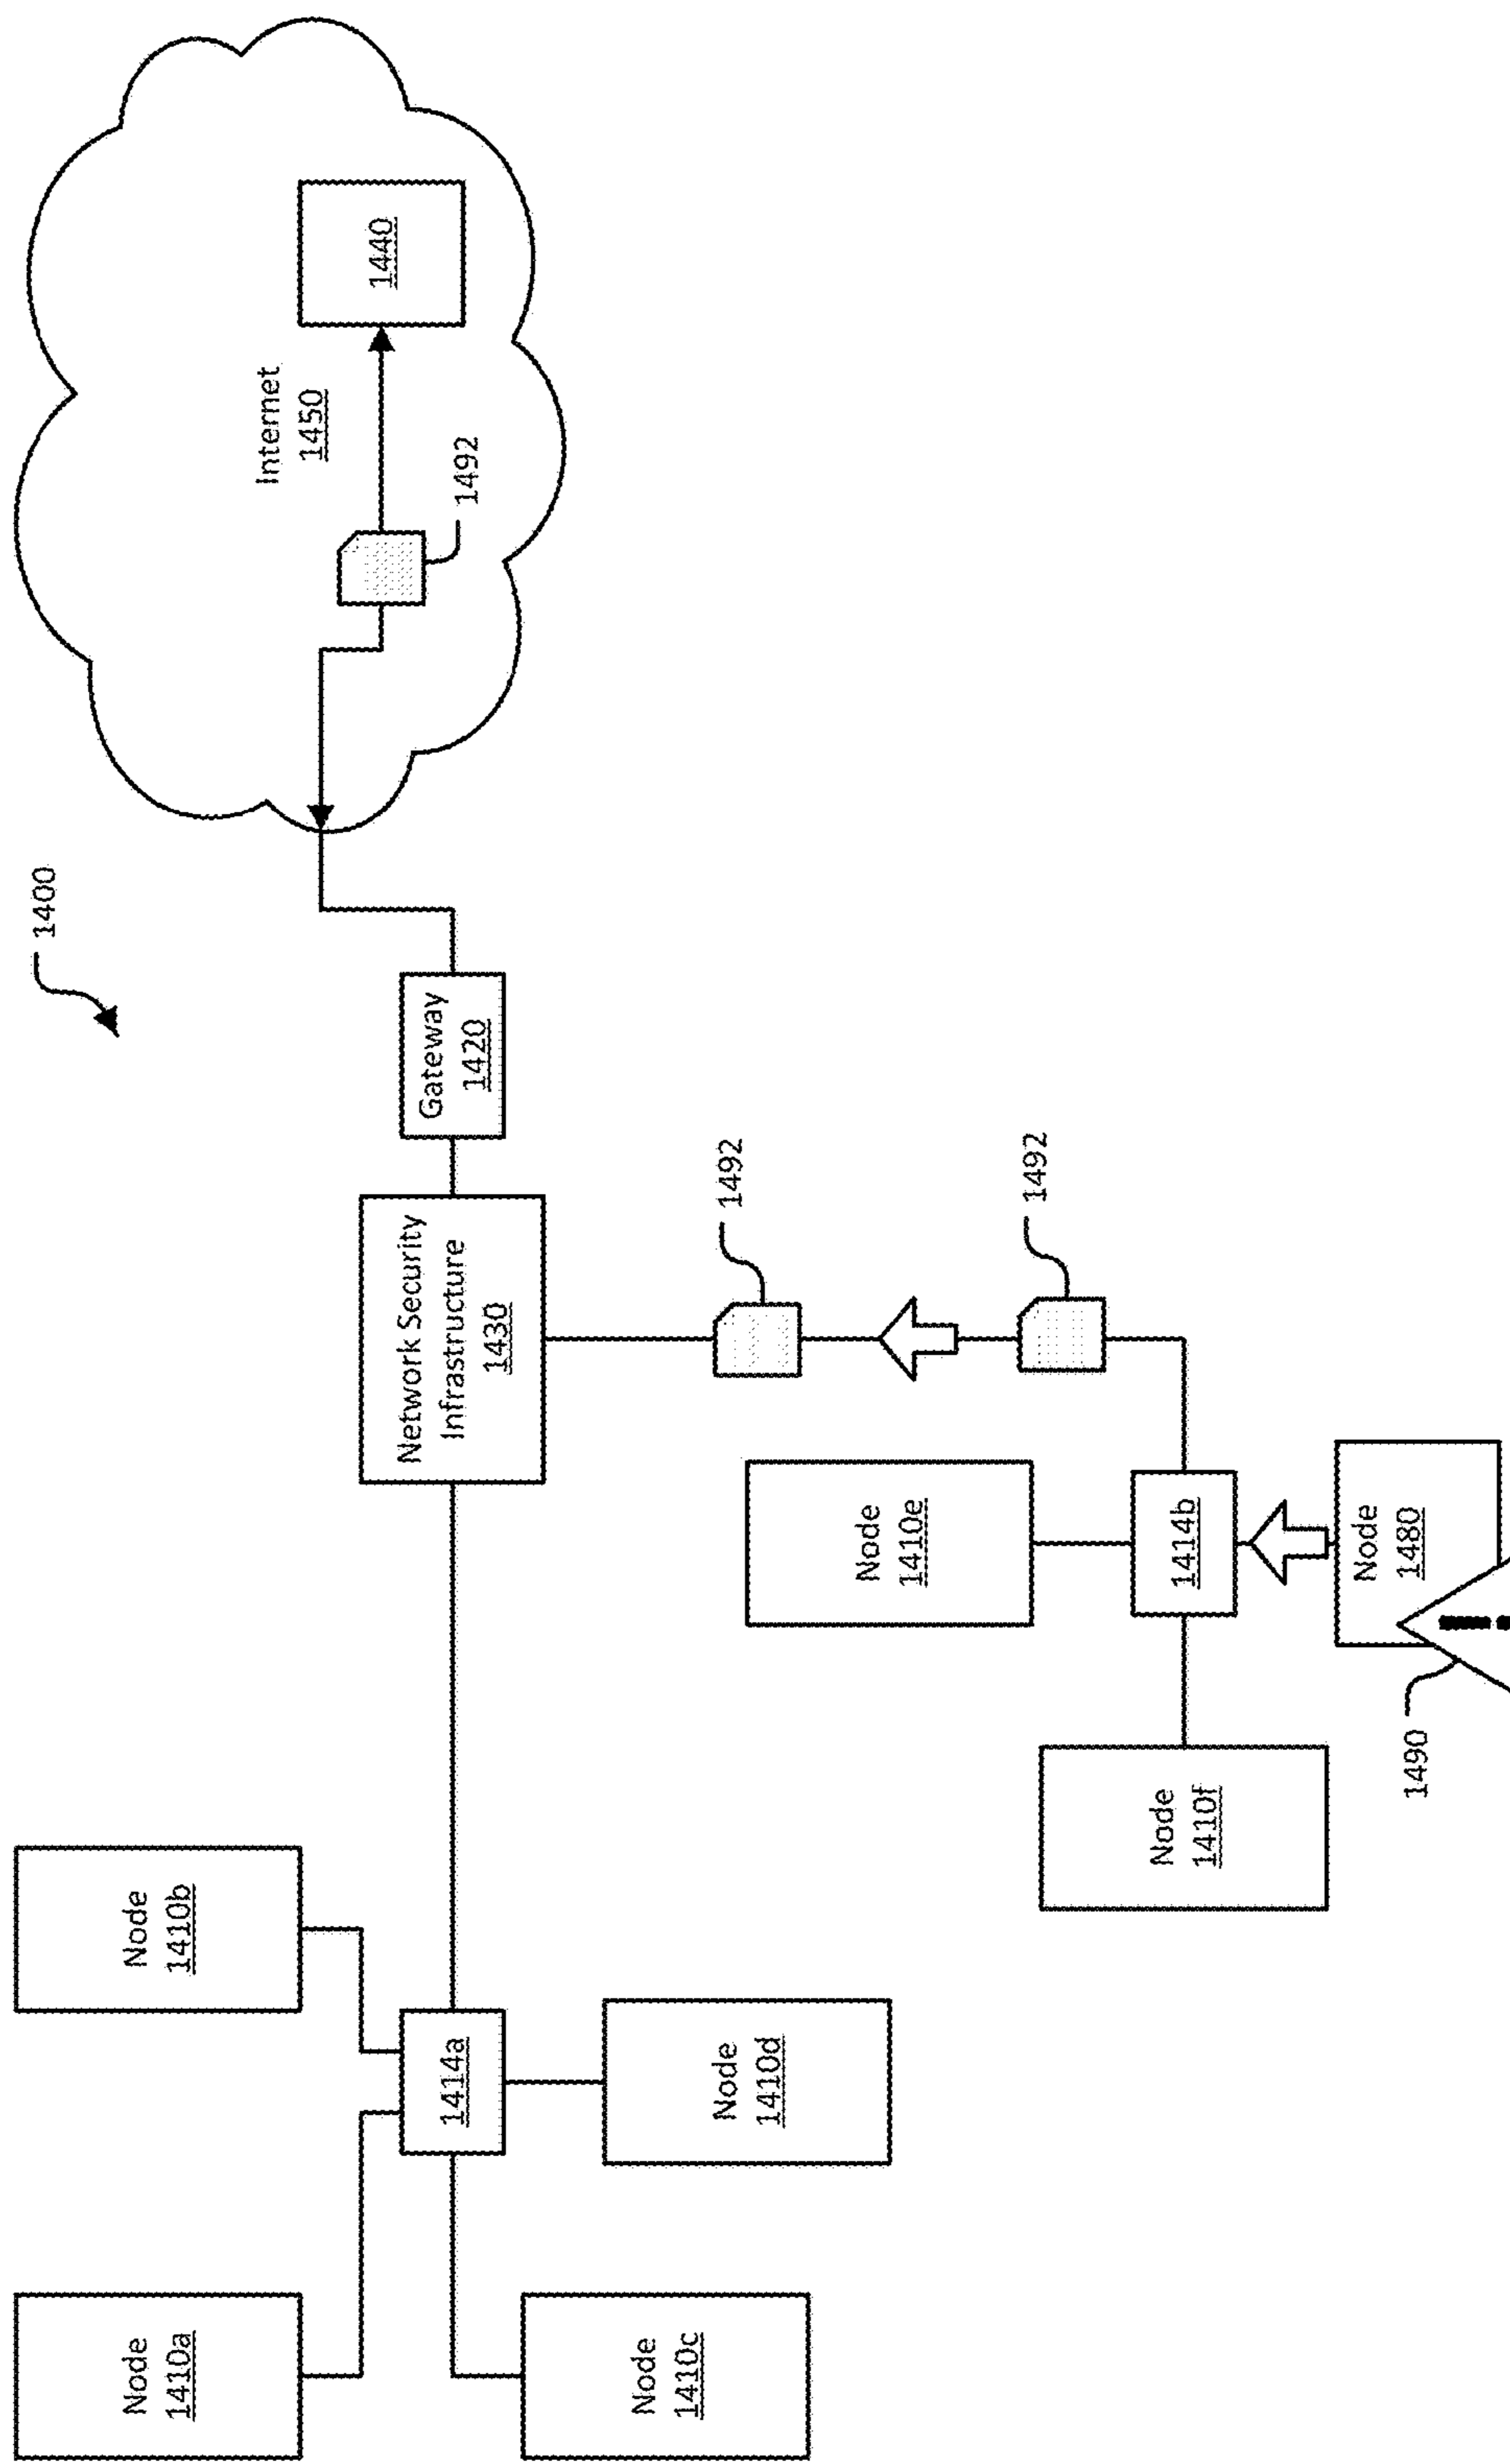 1400
Node
1410a
Node
1410b
Node
1410c
Node
1410d
1414a
Network Security
Infrastructure
1430
Gateway
1420
Internet
1450
1440
1492
1492
1492
Node
1410e
Node
1410f
1414b
Node
1480
1490
!